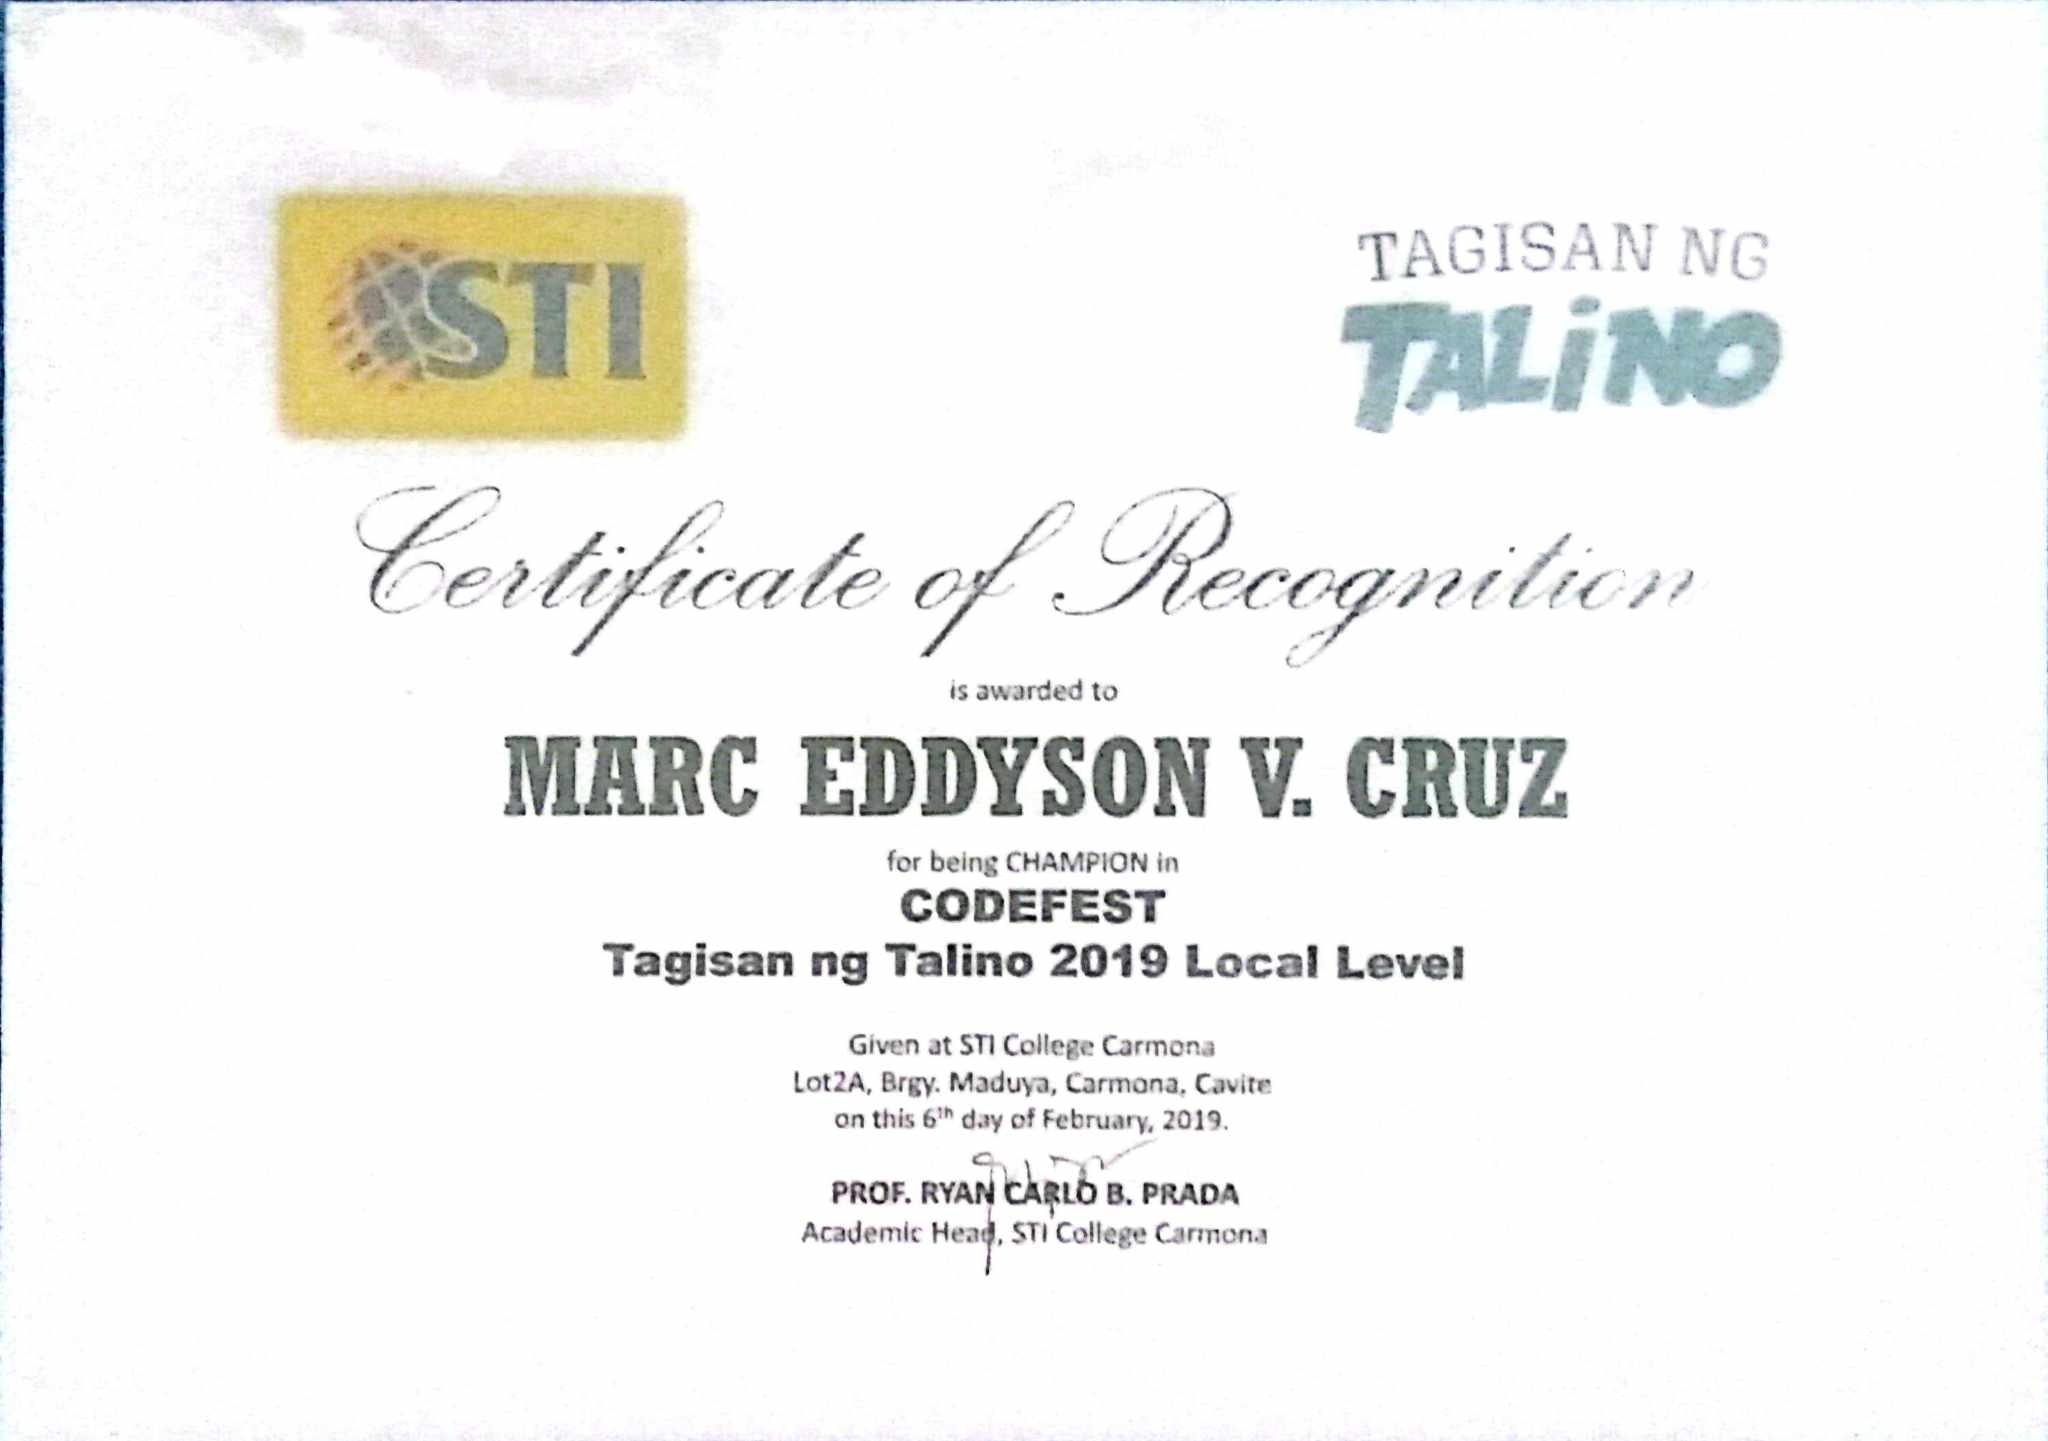 STI
TAGISAN NG
TALiNO
Certificate of Recognition
is awarded to
MARC EDDYSON V. CRUZ
for being CHAMPION in
CODEFEST
Tagisan ng Talino 2019 Local Level
Given at STI College Carmona
Lot2A, Brgy. Maduya, Carmona, Cavite
on this 6th day of February, 2019.
PROF. RYAN CARLO B. PRADA
Academic Head, STI College Carmona